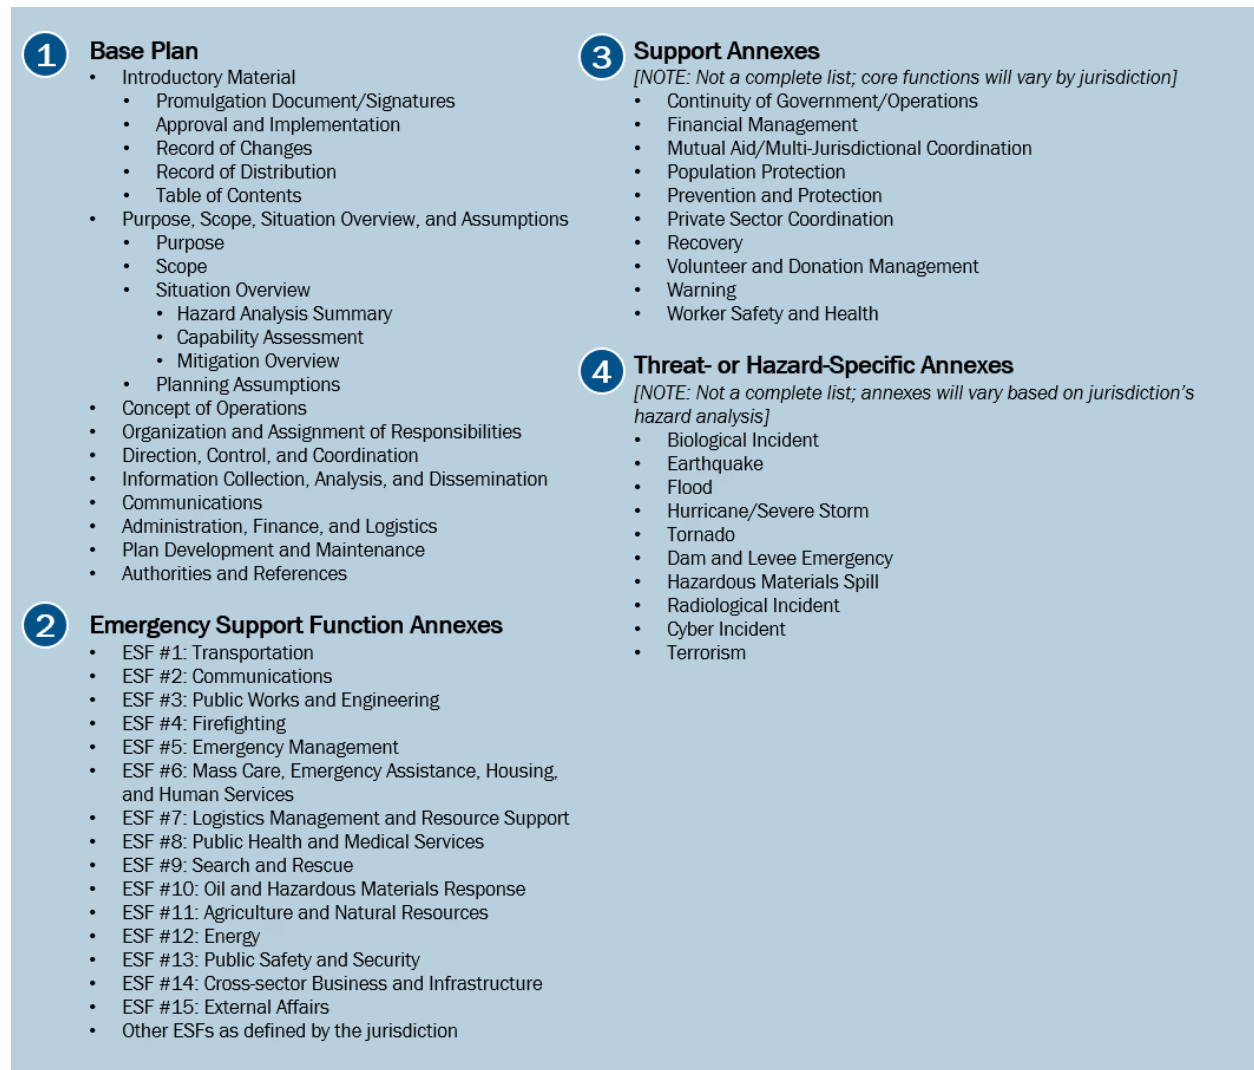 1 Base Plan
• Introductory Material
• Promulgation Document/Signatures
• Approval and Implementation
• Record of Changes
• Record of Distribution
• Table of Contents
• Purpose, Scope, Situation Overview, and Assumptions
• Purpose
• Scope
• Situation Overview
• Hazard Analysis Summary
• Capability Assessment
• Mitigation Overview
• Planning Assumptions
• Concept of Operations
• Organization and Assignment of Responsibilities
• Direction, Control, and Coordination
• Information Collection, Analysis, and Dissemination
• Communications
• Administration, Finance, and Logistics
• Plan Development and Maintenance
• Authorities and References
2 Emergency Support Function Annexes
• ESF #1: Transportation
• ESF #2: Communications
• ESF #3: Public Works and Engineering
• ESF #4: Firefighting
• ESF #5: Emergency Management
• ESF #6: Mass Care, Emergency Assistance, Housing,
and Human Services
• ESF #7: Logistics Management and Resource Support
• ESF #8: Public Health and Medical Services
• ESF #9: Search and Rescue
• ESF #10: Oil and Hazardous Materials Response
• ESF #11: Agriculture and Natural Resources
• ESF #12: Energy
• ESF #13: Public Safety and Security
• ESF #14: Cross-sector Business and Infrastructure
• ESF #15: External Affairs
• Other ESFs as defined by the jurisdiction
3 Support Annexes
[NOTE: Not a complete list; core functions will vary by jurisdiction]
• Continuity of Government/Operations
• Financial Management
• Mutual Aid/Multi-Jurisdictional Coordination
• Population Protection
• Prevention and Protection
• Private Sector Coordination
• Recovery
• Volunteer and Donation Management
• Warning
• Worker Safety and Health
4 Threat- or Hazard-Specific Annexes
[NOTE: Not a complete list; annexes will vary based on jurisdiction's
hazard analysis]
• Biological Incident
• Earthquake
• Flood
• Hurricane/Severe Storm
• Tornado
• Dam and Levee Emergency
• Hazardous Materials Spill
• Radiological Incident
• Cyber Incident
• Terrorism